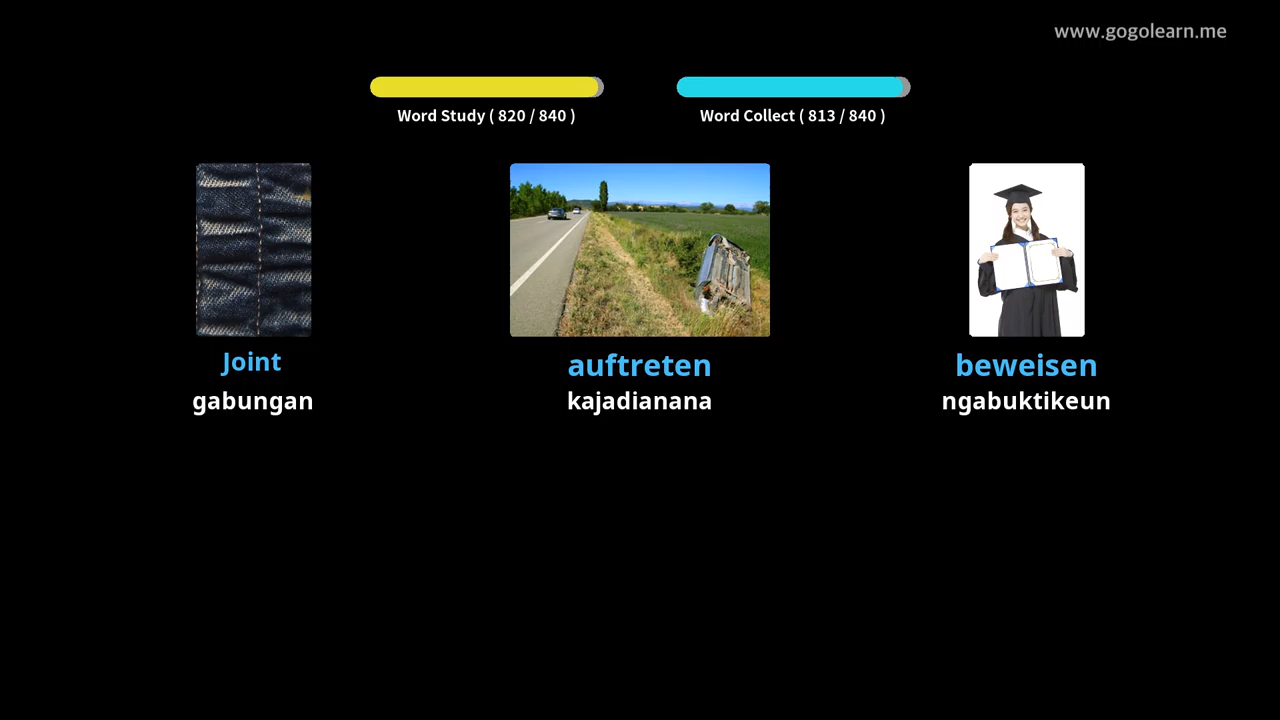 www.gogolearn.me
Word Study ( 820 / 840 )
Word Collect ( 813 / 840 )
Joint
auftreten
beweisen
gabungan
kajadianana
ngabuktikeun